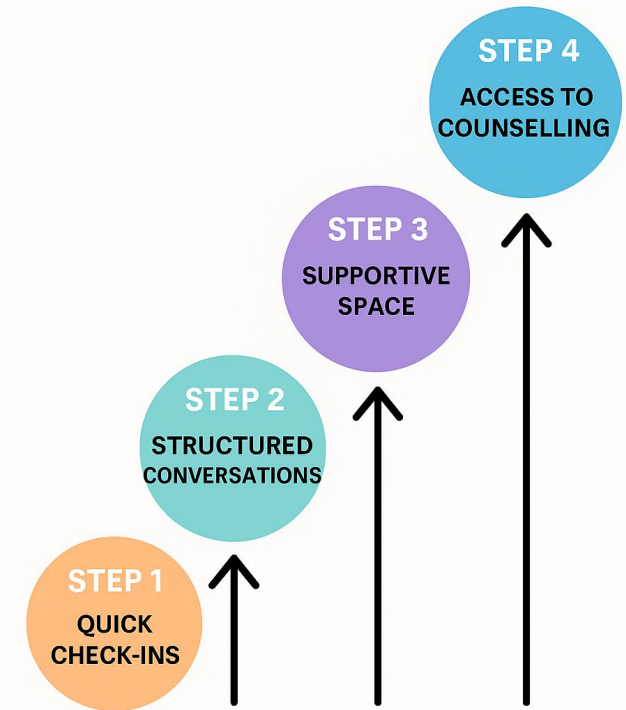 STEP 1
QUICK
CHECK-INS
STEP 2
STRUCTURED
CONVERSATIONS
STEP 3
SUPPORTIVE
SPACE
STEP 4
ACCESS TO
COUNSELLING